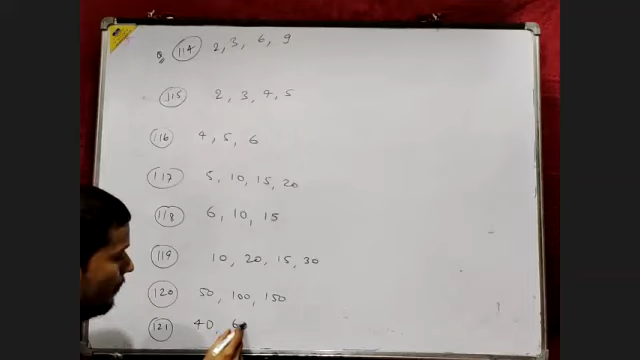 Q. 114 2, 3, 6, 9
115 2, 3, 4, 5
116 4, 5, 6
117 5, 10, 15, 20
118 6, 10, 15
119 10, 20, 15, 30
120 50, 100, 150
121 40, 6